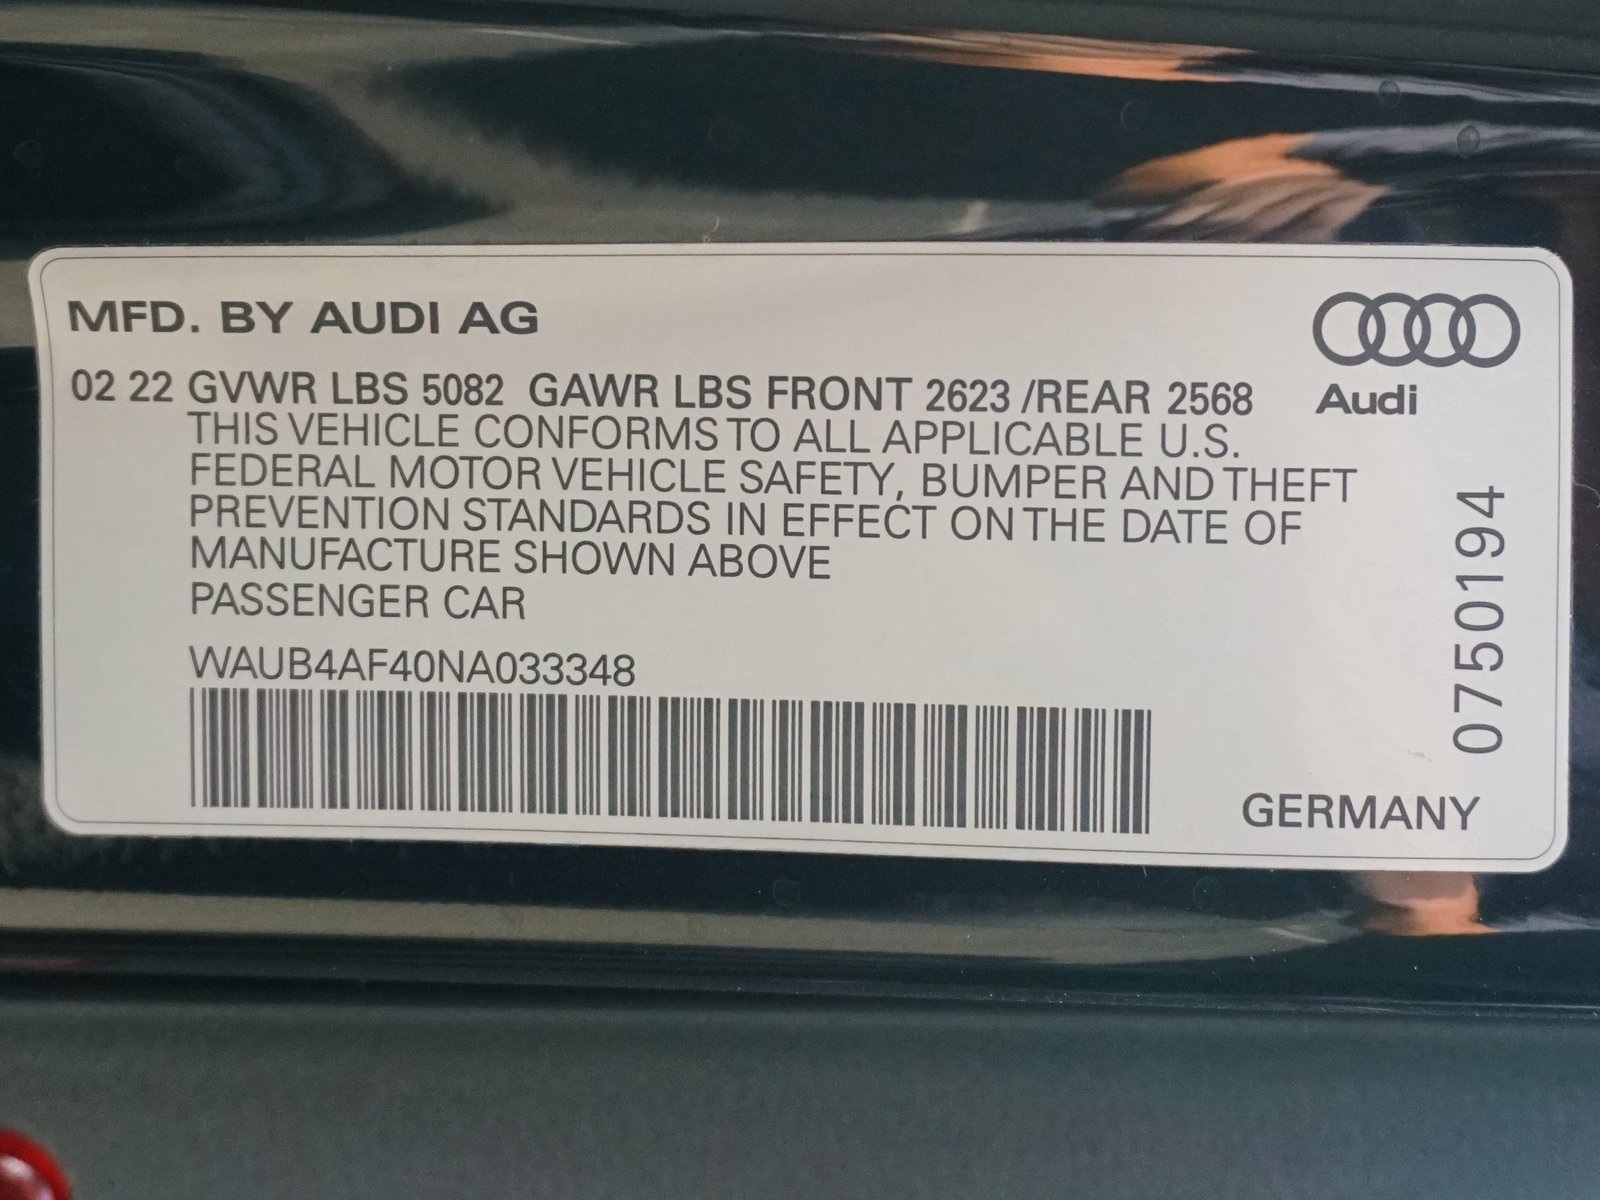 MFD. BY AUDI AG
02 22 GVWR LBS 5082 GAWR LBS FRONT 2623 /REAR 2568
Audi
THIS VEHICLE CONFORMS TO ALL APPLICABLE U.S.
FEDERAL MOTOR VEHICLE SAFETY, BUMPER AND THEFT
PREVENTION STANDARDS IN EFFECT ON THE DATE OF
MANUFACTURE SHOWN ABOVE
PASSENGER CAR
WAUB4AF40NA033348
0750194
GERMANY